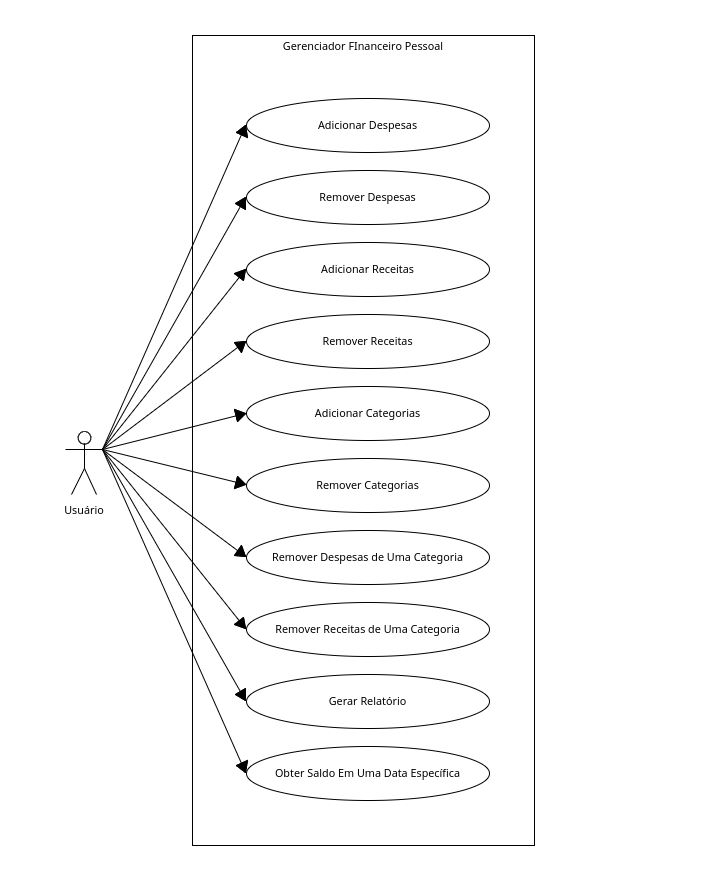 Gerenciador FInanceiro Pessoal
Adicionar Despesas
Remover Despesas
Adicionar Receitas
Remover Receitas
Adicionar Categorias
Remover Categorias
Usuário
Remover Despesas de Uma Categoria
Remover Receitas de Uma Categoria
Gerar Relatório
Obter Saldo Em Uma Data Específica